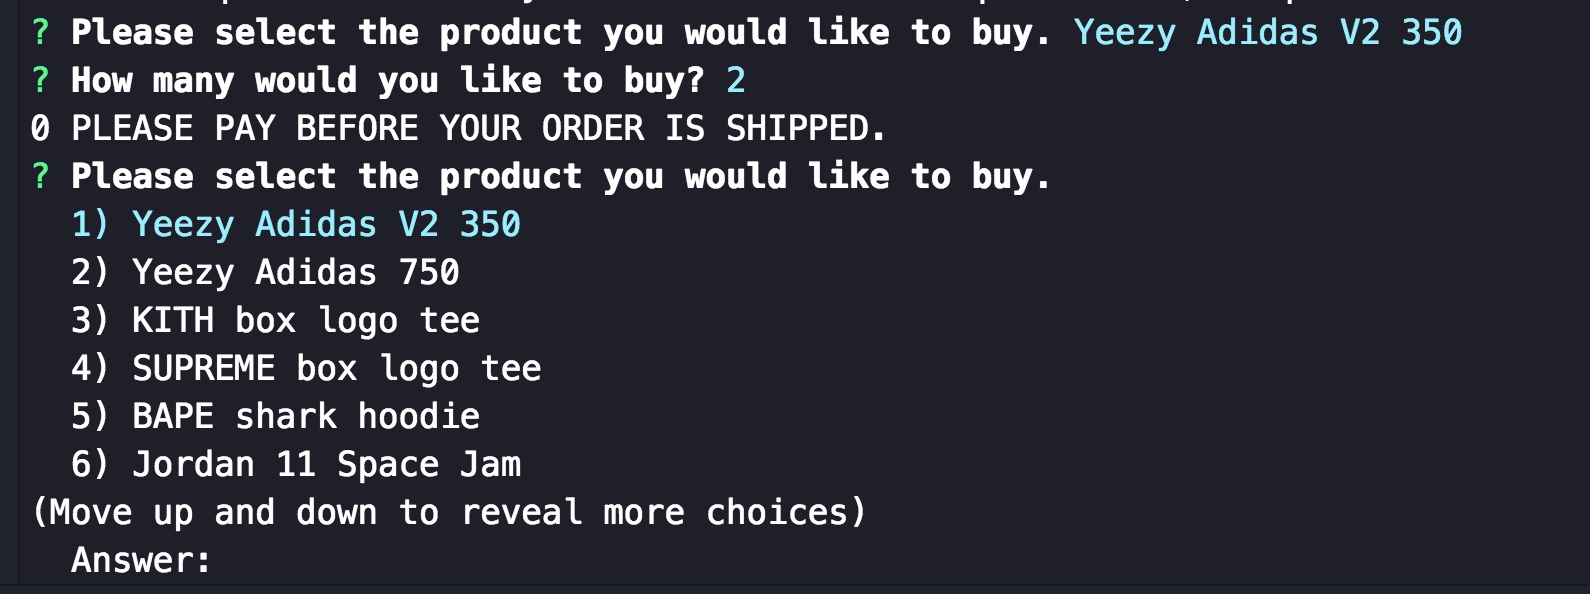 ? Please select the product you would like to buy. Yeezy Adidas V2 350
? How many would you like to buy? 2
0 PLEASE PAY BEFORE YOUR ORDER IS SHIPPED.
? Please select the product you would like to buy.
1) Yeezy Adidas V2 350
2) Yeezy Adidas 750
3) KITH box logo tee
4) SUPREME box logo tee
5) BAPE shark hoodie
6) Jordan 11 Space Jam
(Move up and down to reveal more choices)
Answer: